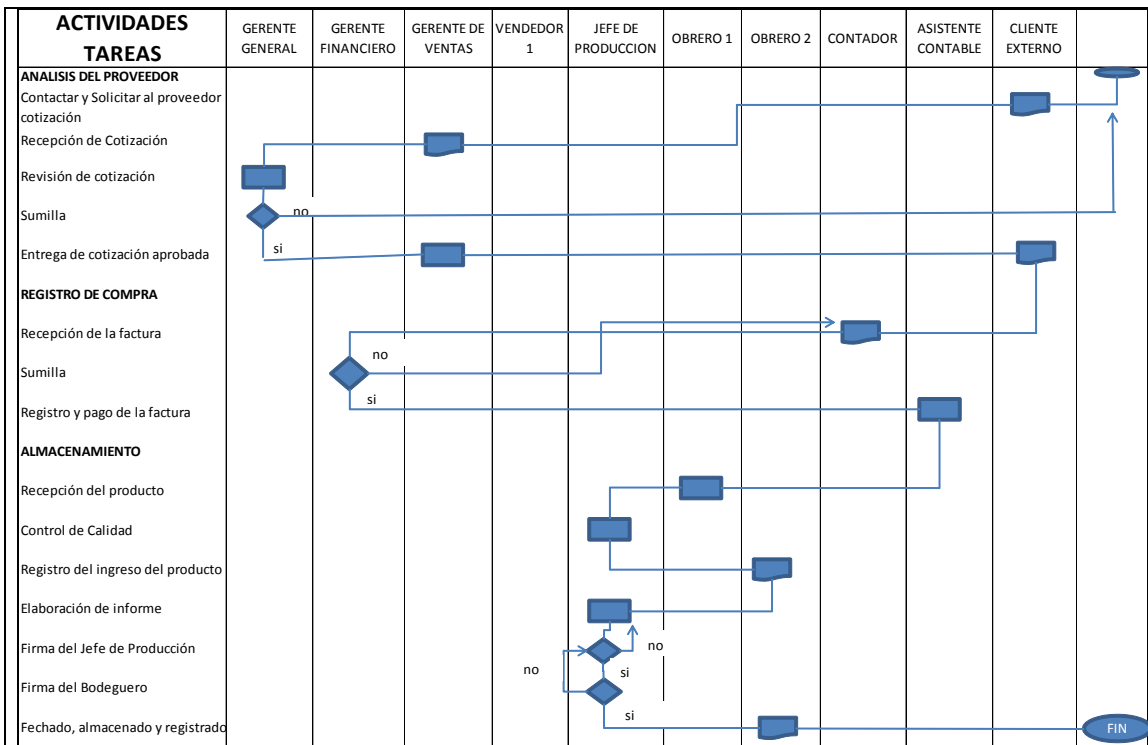 ACTIVIDADES
TAREAS
GERENTE
GENERAL
GERENTE
FINANCIERO
GERENTE DE
VENTAS
VENDEDOR
1
JEFE DE
PRODUCCION
OBRERO 1
OBRERO 2
CONTADOR
ASISTENTE
CONTABLE
CLIENTE
EXTERNO
ANALISIS DEL PROVEEDOR
Contactar y Solicitar al proveedor
cotización
Recepción de Cotización
Revisión de cotización
Sumilla
no
si
Entrega de cotización aprobada
REGISTRO DE COMPRA
Recepción de la factura
no
Sumilla
si
Registro y pago de la factura
ALMACENAMIENTO
Recepción del producto
Control de Calidad
Registro del ingreso del producto
Elaboración de informe
Firma del Jefe de Producción
no
no
si
Firma del Bodeguero
si
Fechado, almacenado y registrado
FIN